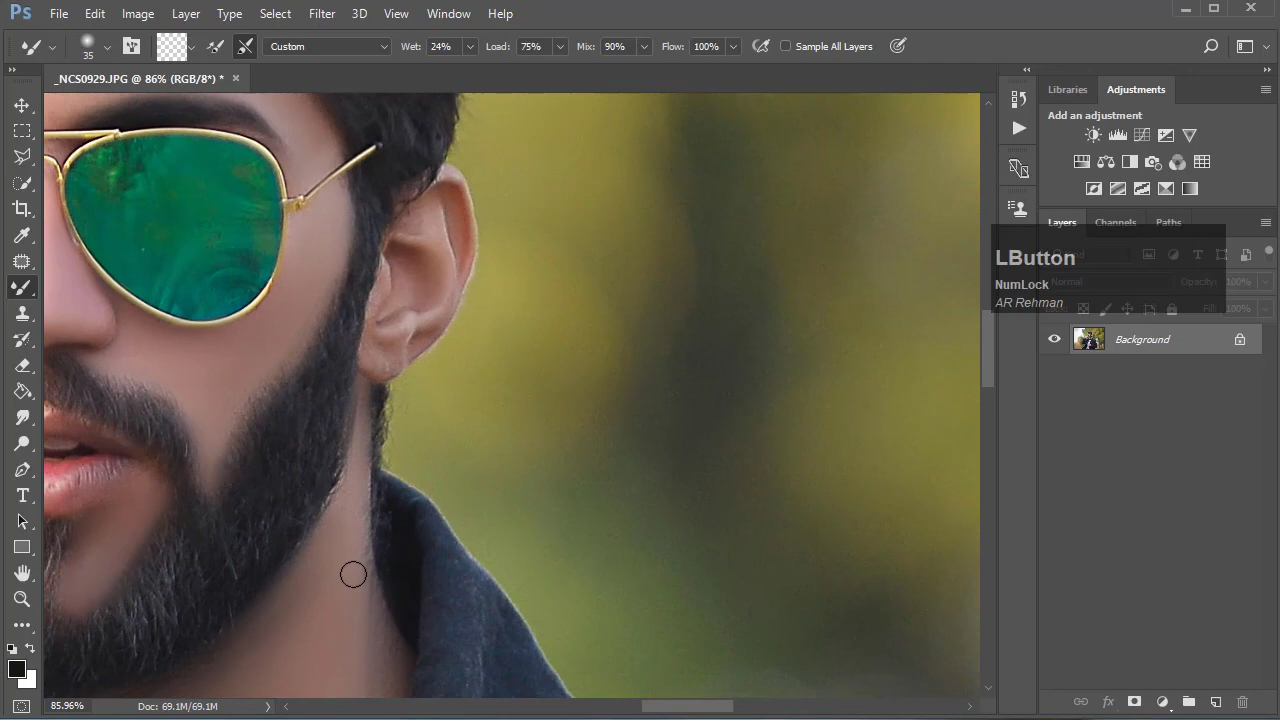 Ps File Edit Image Layer Type Select Filter 3D View Window Help
35 Custom Wet: 24% Load: 75% Mix: 90% Flow: 100% Sample All Layers
_NCS0929.JPG @ 86% (RGB/8*) * ×
Libraries Adjustments
Add an adjustment
Layers Channels Paths
LButton
NumLock
AR Rehman
Normal Opacity: 100%
Fill: 100%
Background
85.96% Doc: 69.1M/69.1M